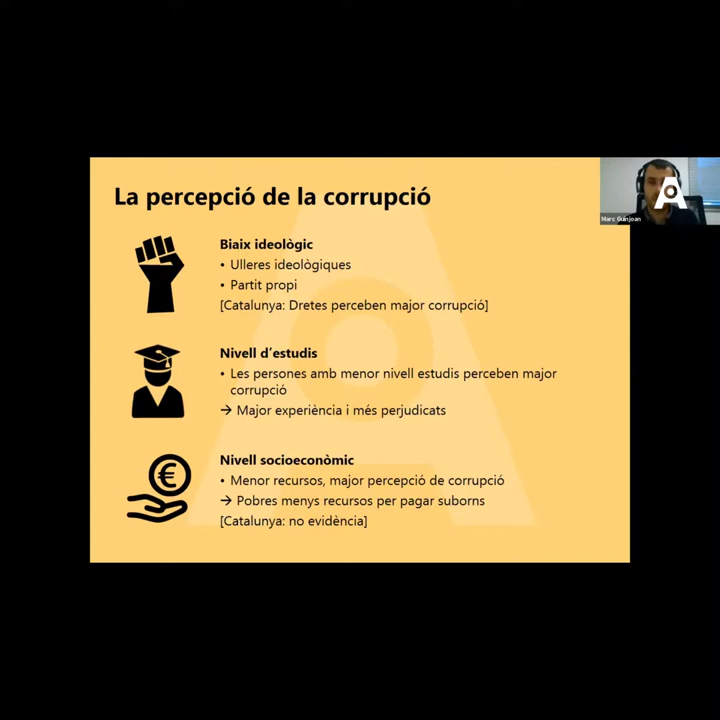 La percepció de la corrupció
Marc Guinjoan
Biaix ideològic
• Ulleres ideològiques
• Partit propi
[Catalunya: Dretes perceben major corrupció]
Nivell d’estudis
• Les persones amb menor nivell estudis perceben major
corrupció
→ Major experiència i més perjudicats
Nivell socioeconòmic
• Menor recursos, major percepció de corrupció
→ Pobres menys recursos per pagar suborns
[Catalunya: no evidència]